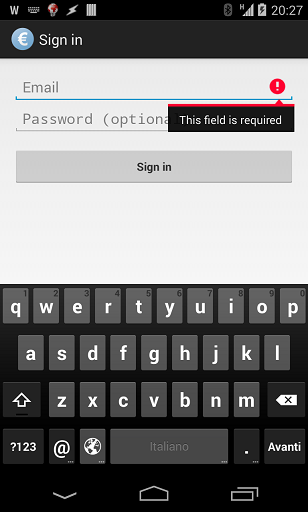 W 20:27
€ Sign in
Email
Password (optiona
This field is required
Sign in
1 2 3 4 5 6 7 8 9 0
q w e r t y u i o p
a s d f g h j k l
z x c v b n m
?123 @ Italiano . Avanti